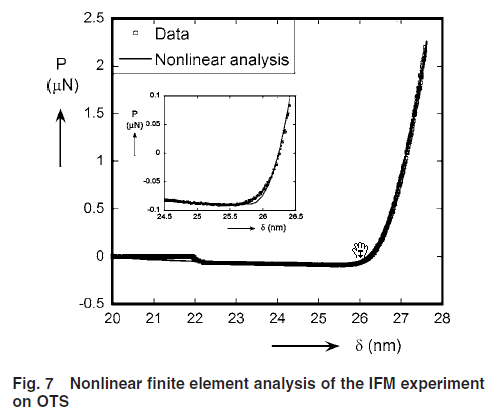 2.5
2
1.5
1
0.5
0
-0.5
P
(μN)
Data
Nonlinear analysis
P
(μN)
0.1
0.05
0
-0.05
-0.1
24.5 25 25.5 26 26.5
δ (nm)
20 21 22 23 24 25 26 27 28
δ (nm)
Fig. 7 Nonlinear finite element analysis of the IFM experiment
on OTS